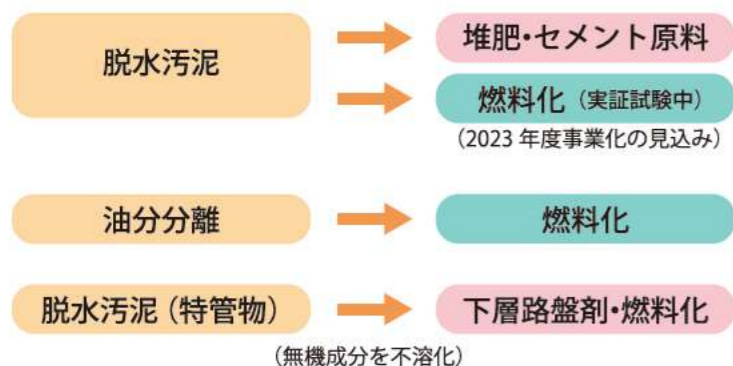 脱水汚泥
堆肥・セメント原料
燃料化（実証試験中）
（2023 年度事業化の見込み）
油分分離
燃料化
脱水汚泥（特管物）
下層路盤剤・燃料化
（無機成分を不溶化）